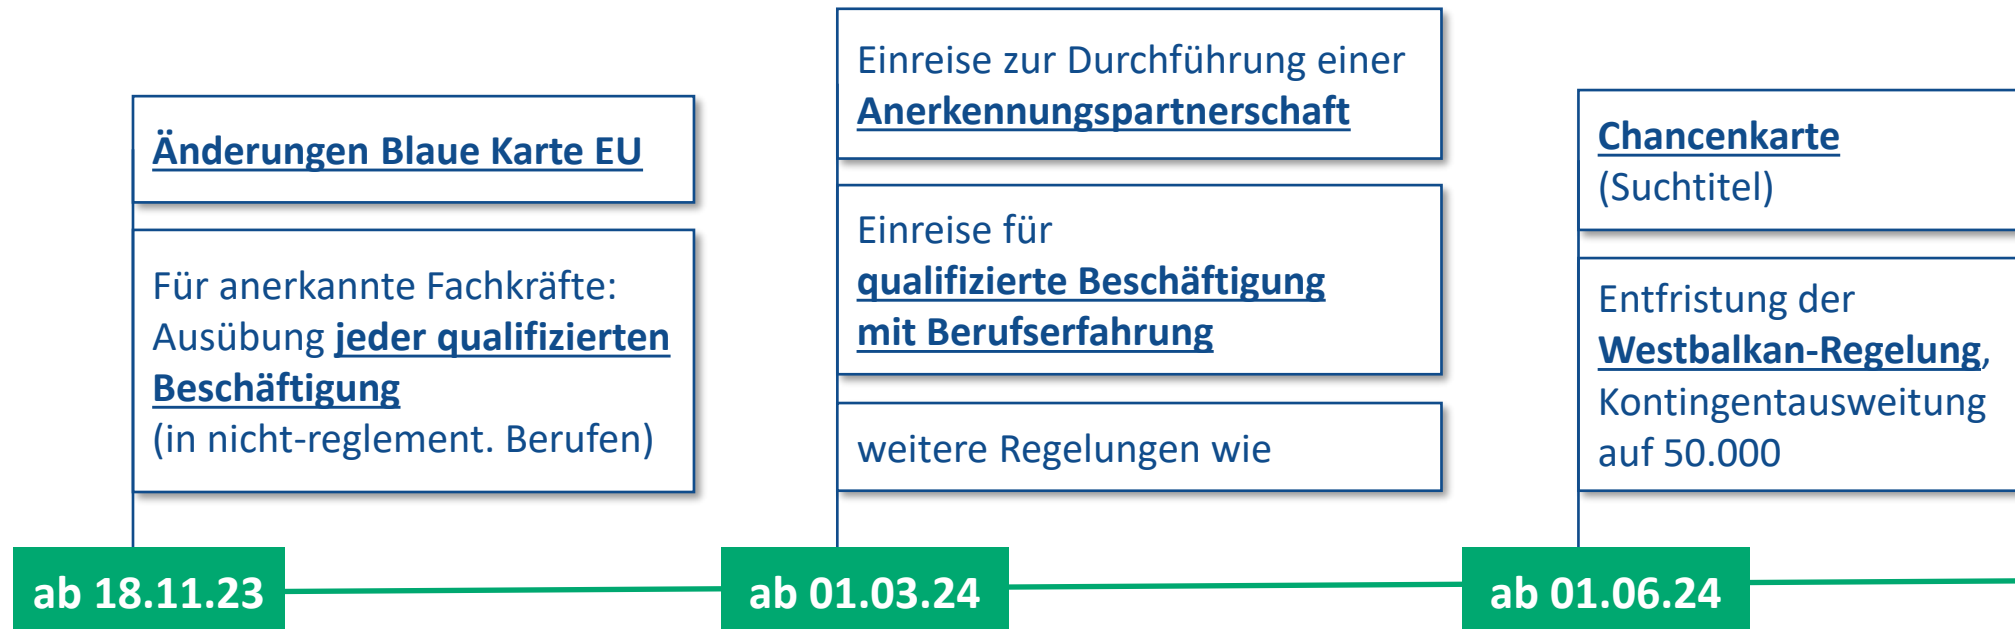 Änderungen Blaue Karte EU
Für anerkannte Fachkräfte:
Ausübung jeder qualifizierten
Beschäftigung
(in nicht-reglement. Berufen)
ab 18.11.23
Einreise zur Durchführung einer
Anerkennungspartnerschaft
Einreise für
qualifizierte Beschäftigung
mit Berufserfahrung
weitere Regelungen wie
ab 01.03.24
Chancenkarte
(Suchtitel)
Entfristung der
Westbalkan-Regelung,
Kontingentausweitung
auf 50.000
ab 01.06.24